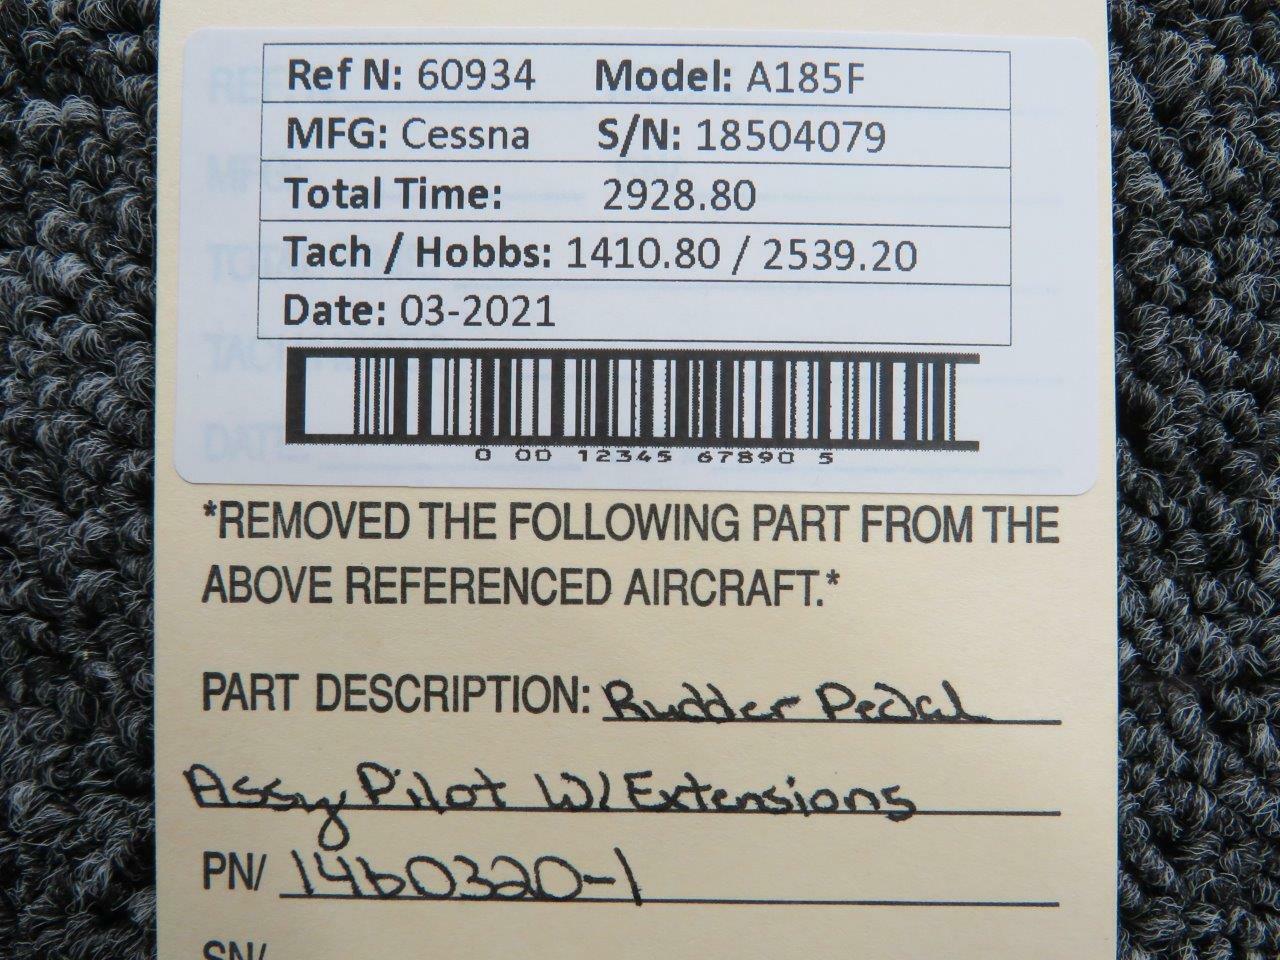 Ref N: 60934 Model: A185F
MFG: Cessna S/N: 18504079
Total Time: 2928.80
Tach / Hobbs: 1410.80 / 2539.20
Date: 03-2021
0 00 12345 67890 5
*REMOVED THE FOLLOWING PART FROM THE
ABOVE REFERENCED AIRCRAFT.*
PART DESCRIPTION: Rudder Pedal
Assy, Pilot W/ Extensions
PN/ 1460320-1
SN/